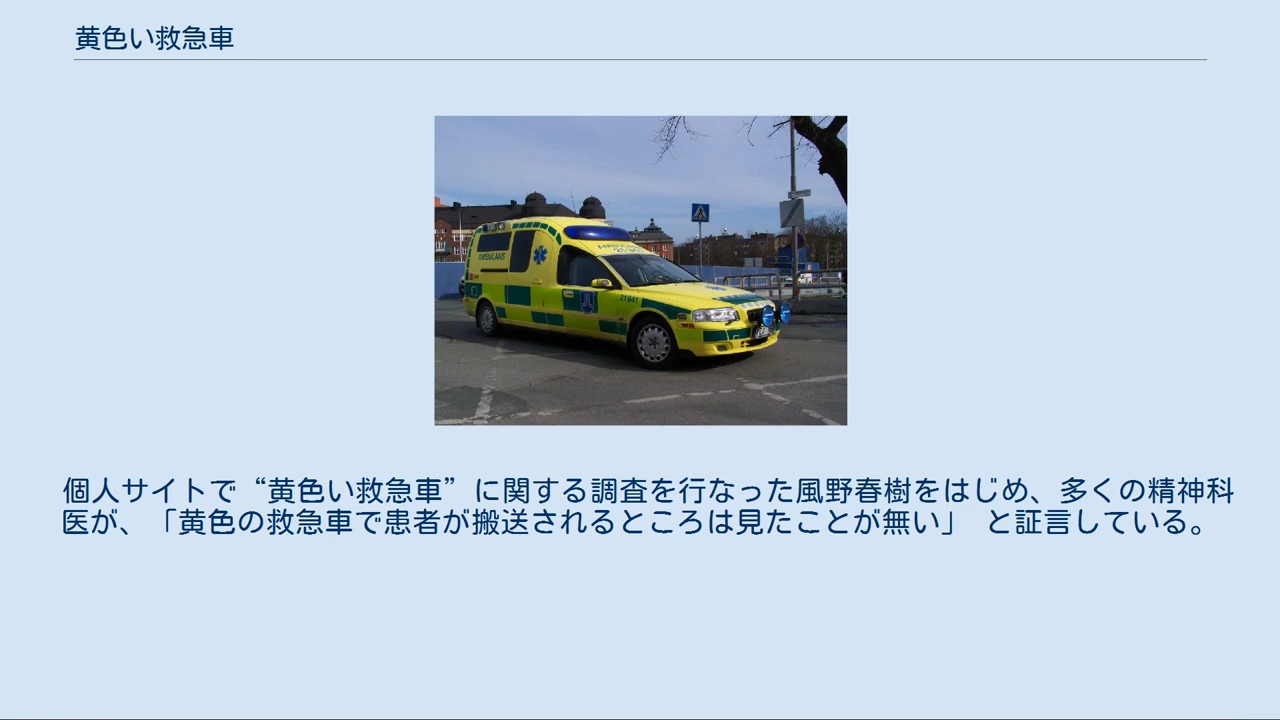 黄色い救急車
AMBULANS
21941
個人サイトで“黄色い救急車”に関する調査を行なった風野春樹をはじめ、多くの精神科
医が、「黄色の救急車で患者が搬送されるところは見たことが無い」 と証言している。